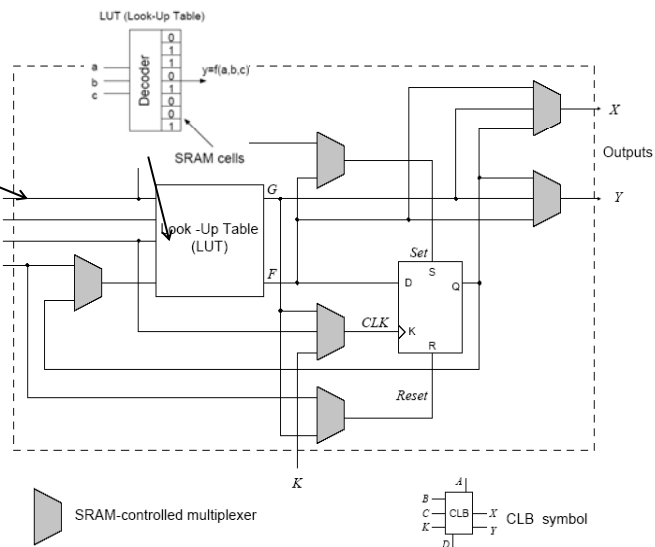 LUT (Look-Up Table)
a
b
c
Decoder
0
1
1
0
1
0
0
1
y=f(a,b,c)
SRAM cells
X
Outputs
Y
G
Look -Up Table
(LUT)
F
Set
S
D
Q
CLK
K
R
Reset
K
SRAM-controlled multiplexer
A
B
C
K
CLB
X
Y
D
CLB symbol